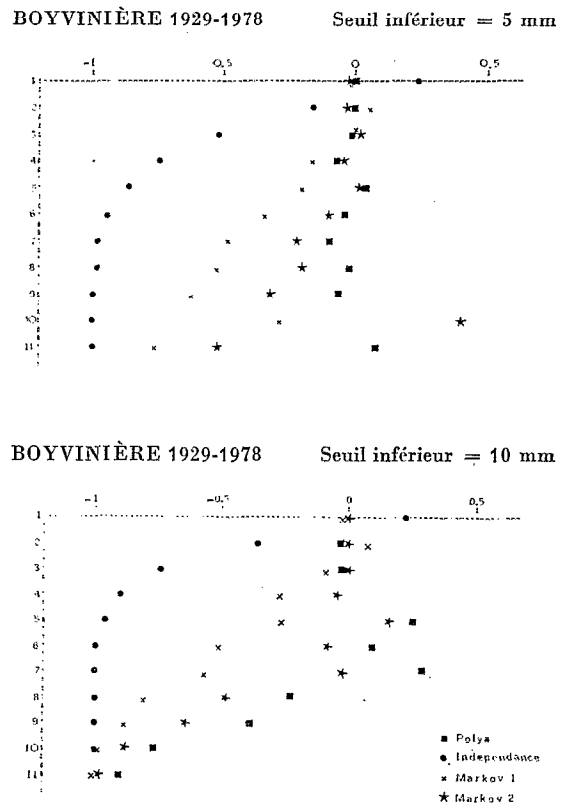 BOYVINIÈRE 1929-1978 Seuil inférieur = 5 mm
-1 -0,5 0 0,5
1
2
3
4
5
6
7
8
9
10
11
BOYVINIÈRE 1929-1978 Seuil inférieur = 10 mm
-1 -0,5 0 0,5
1
2
3
4
5
6
7
8
9
10
11
■ Polya
● Indépendance
× Markov 1
★ Markov 2